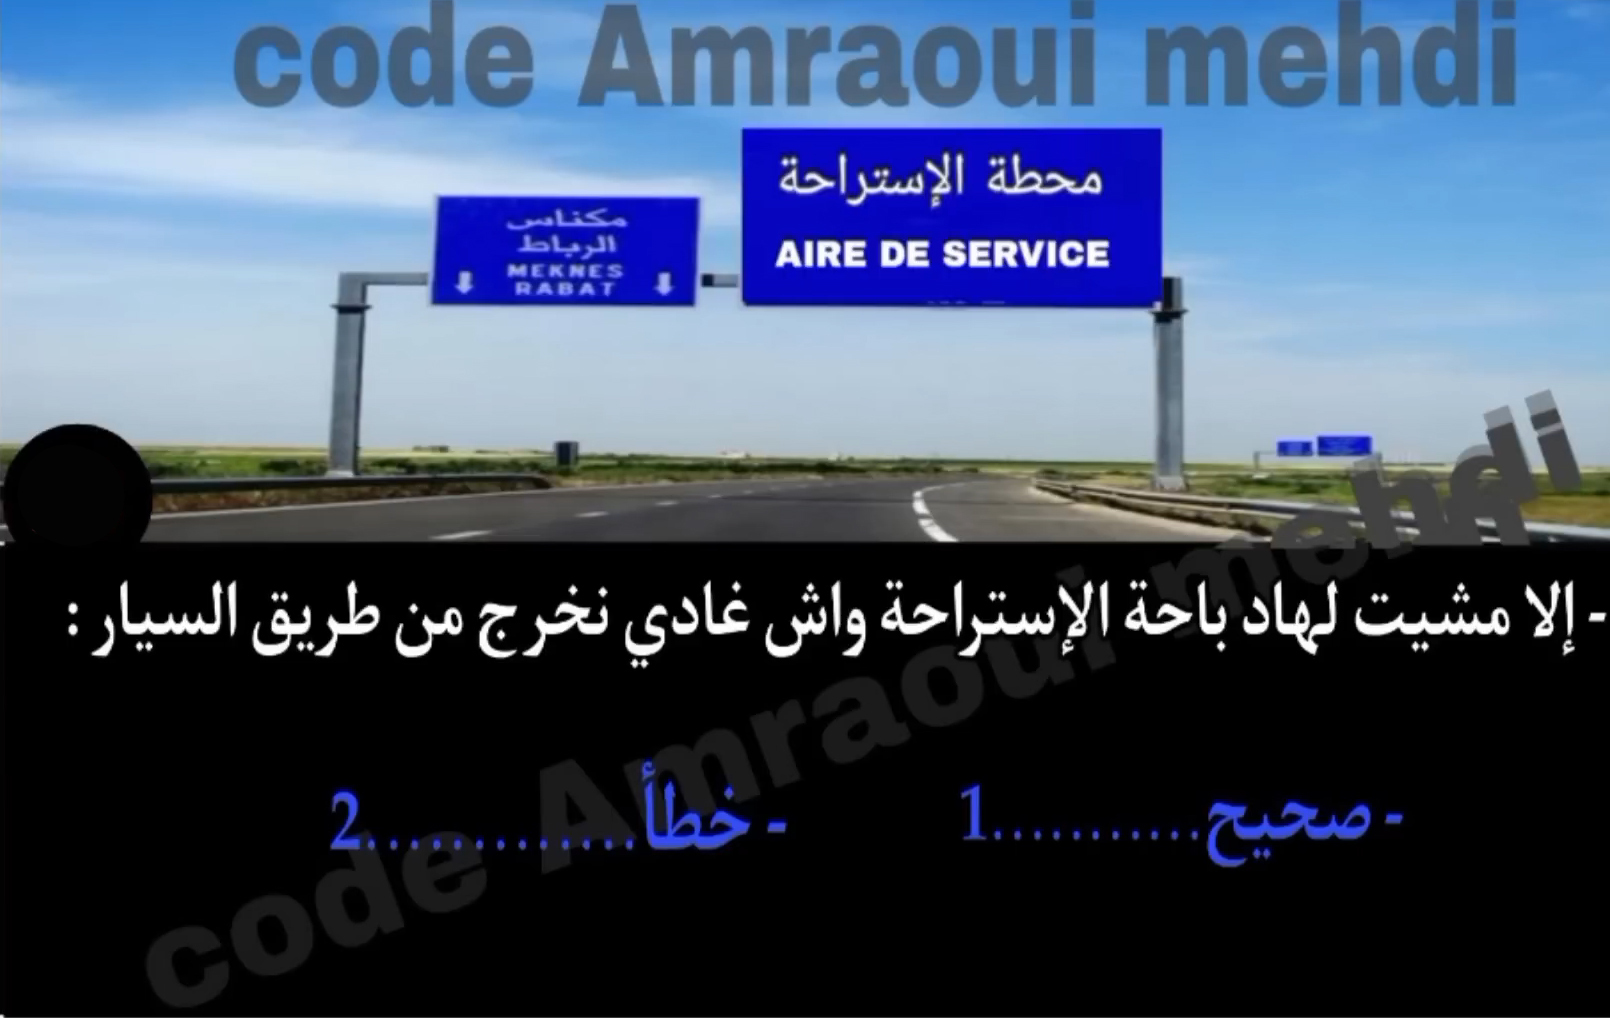 code Amraoui mehdi
محطة الإستراحة
AIRE DE SERVICE
مكناس
الرباط
MEKNES
RABAT
- إلا مشيت لهاد باحة الإستراحة واش غادي نخرج من طريق السيار :
- صحيح...........1
- خطأ..............2
code Amraoui mehdi